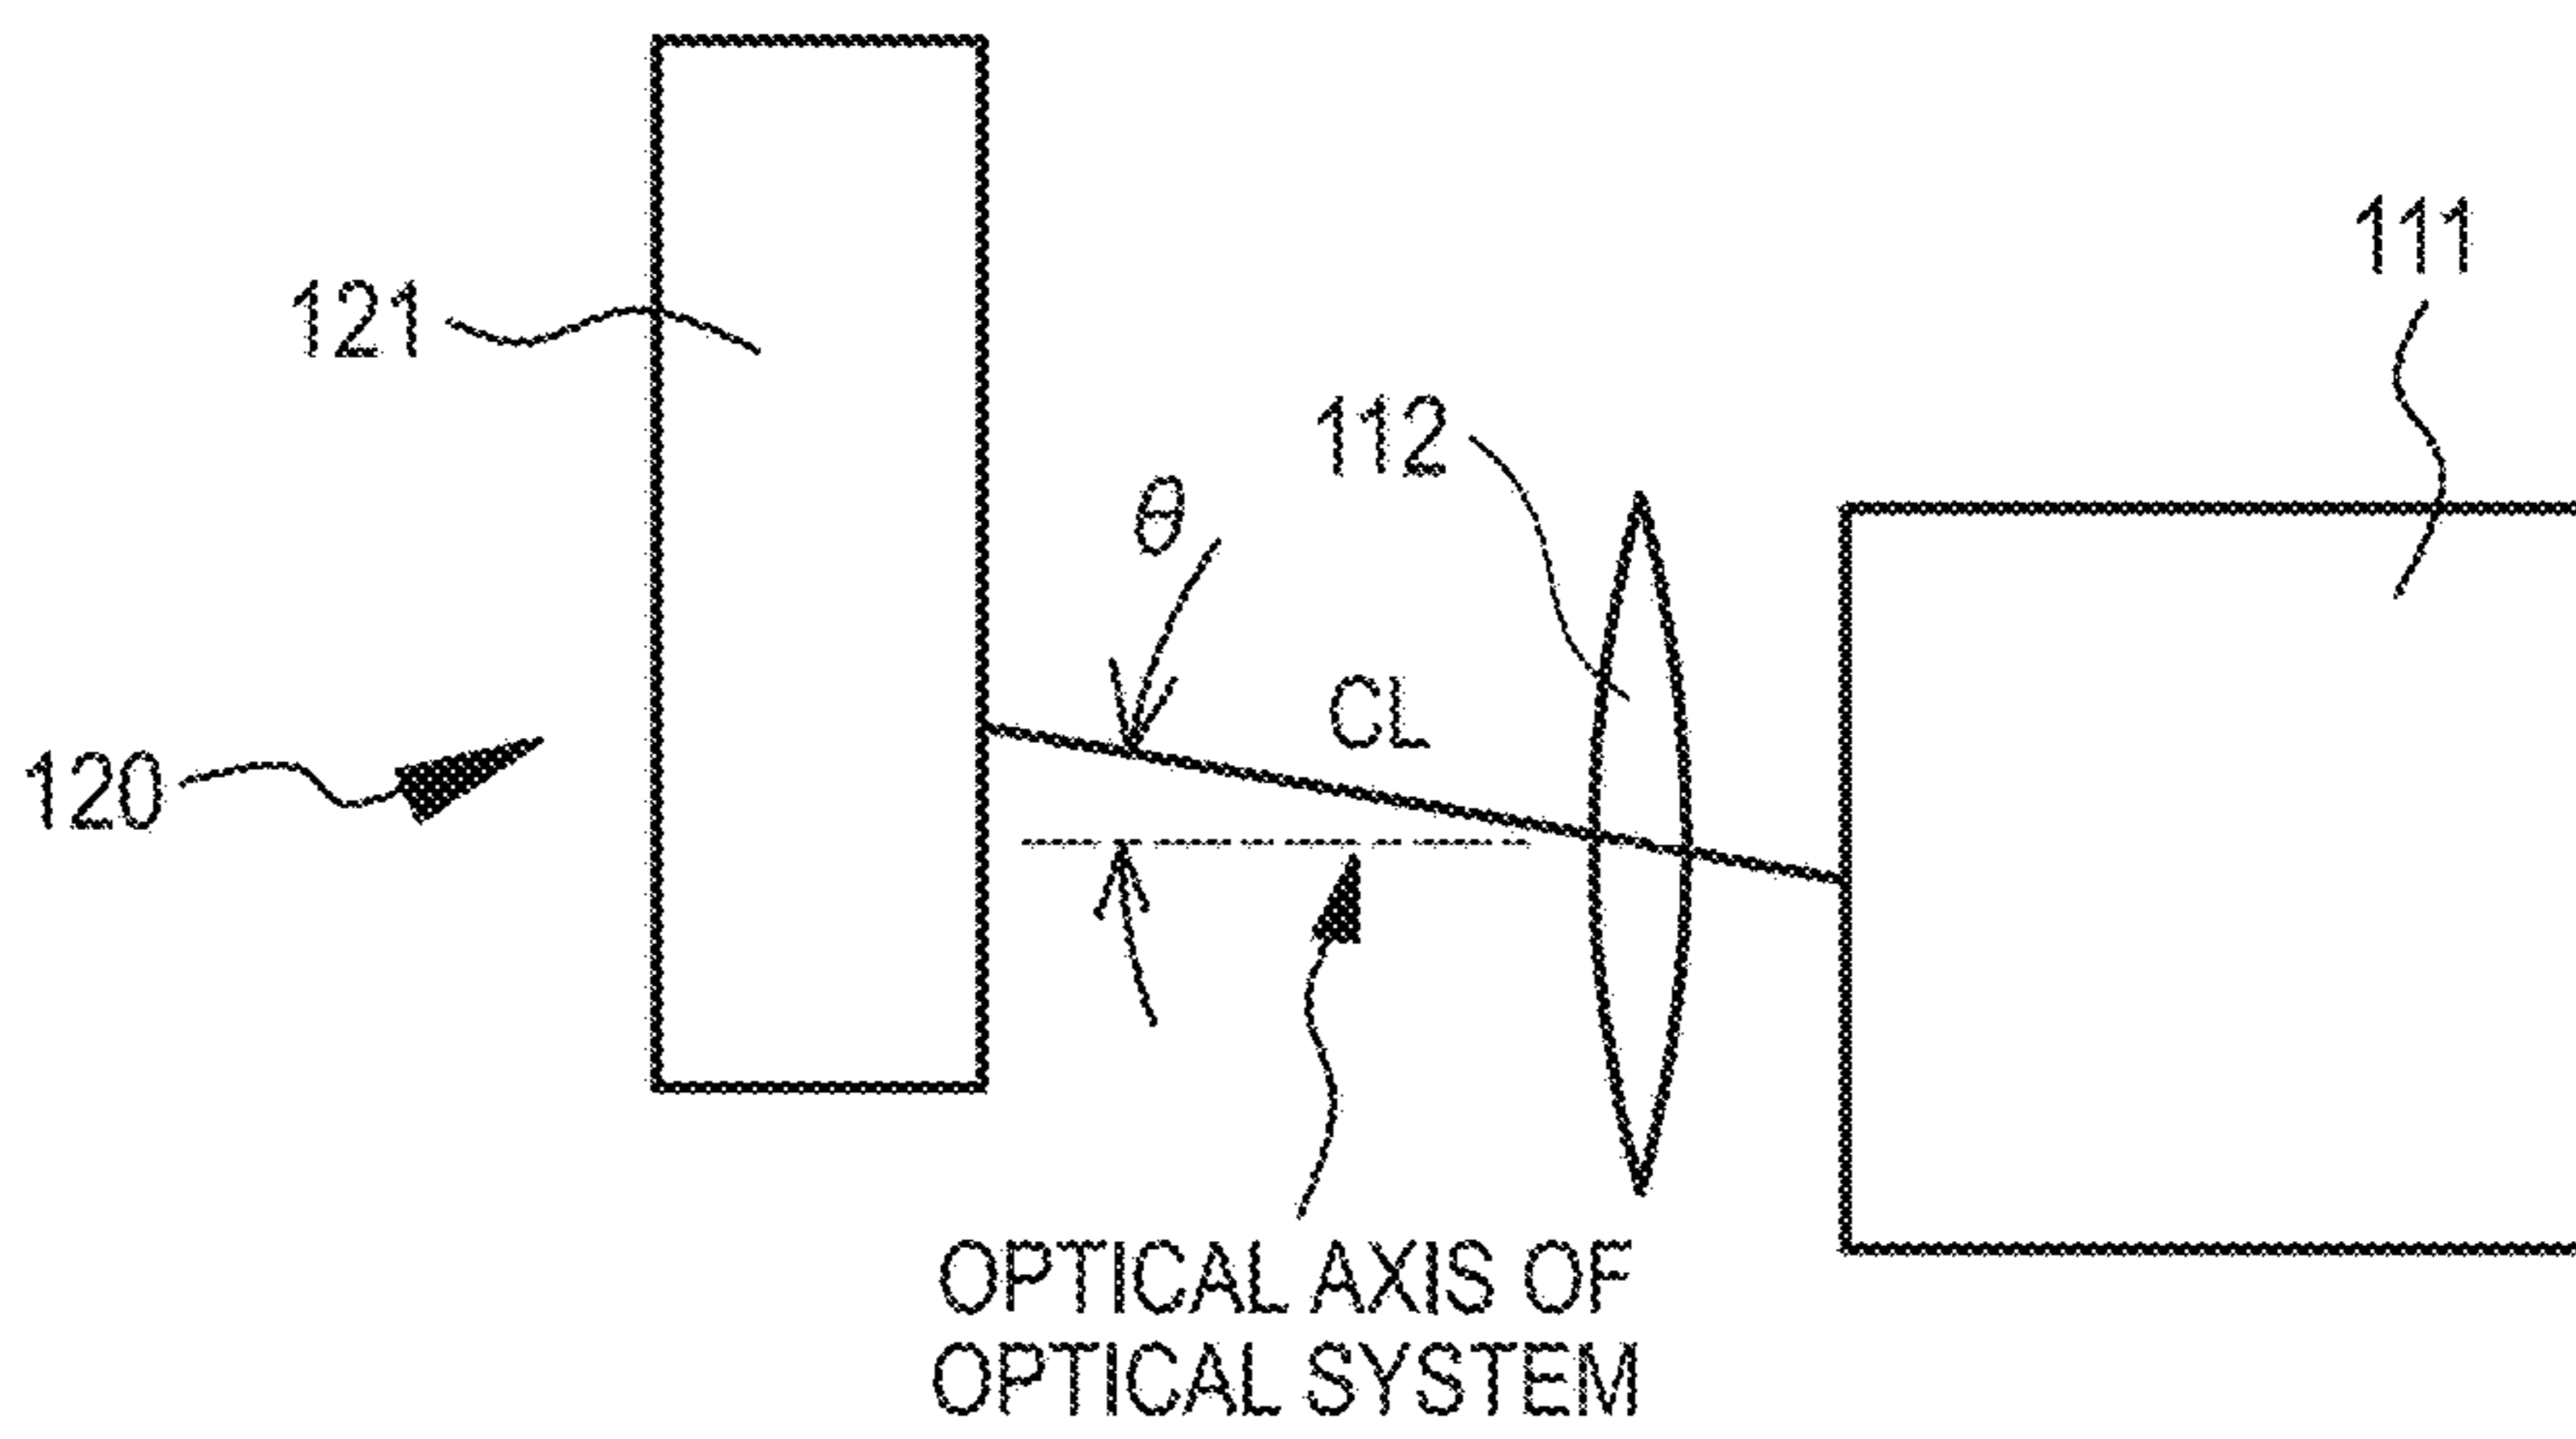 111
121
112
θ
CL
120
OPTICAL AXIS OF
OPTICAL SYSTEM